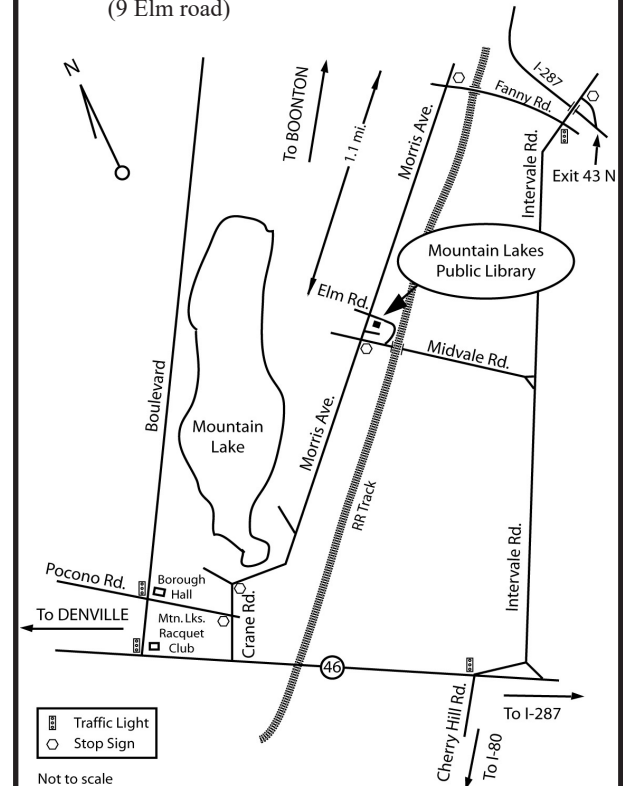 (9 Elm road)
N
To BOONTON
1.1 mi.
Morris Ave.
I-287
Fanny Rd.
Intervale Rd.
Exit 43 N
Mountain Lakes
Public Library
Elm Rd.
Midvale Rd.
Boulevard
Mountain
Lake
Morris Ave.
RR Track
Intervale Rd.
Pocono Rd.
Borough
Hall
To DENVILLE
Mtn. Lks.
Racquet
Club
Crane Rd.
46
Cherry Hill Rd.
To I-287
To I-80
Traffic Light
Stop Sign
Not to scale